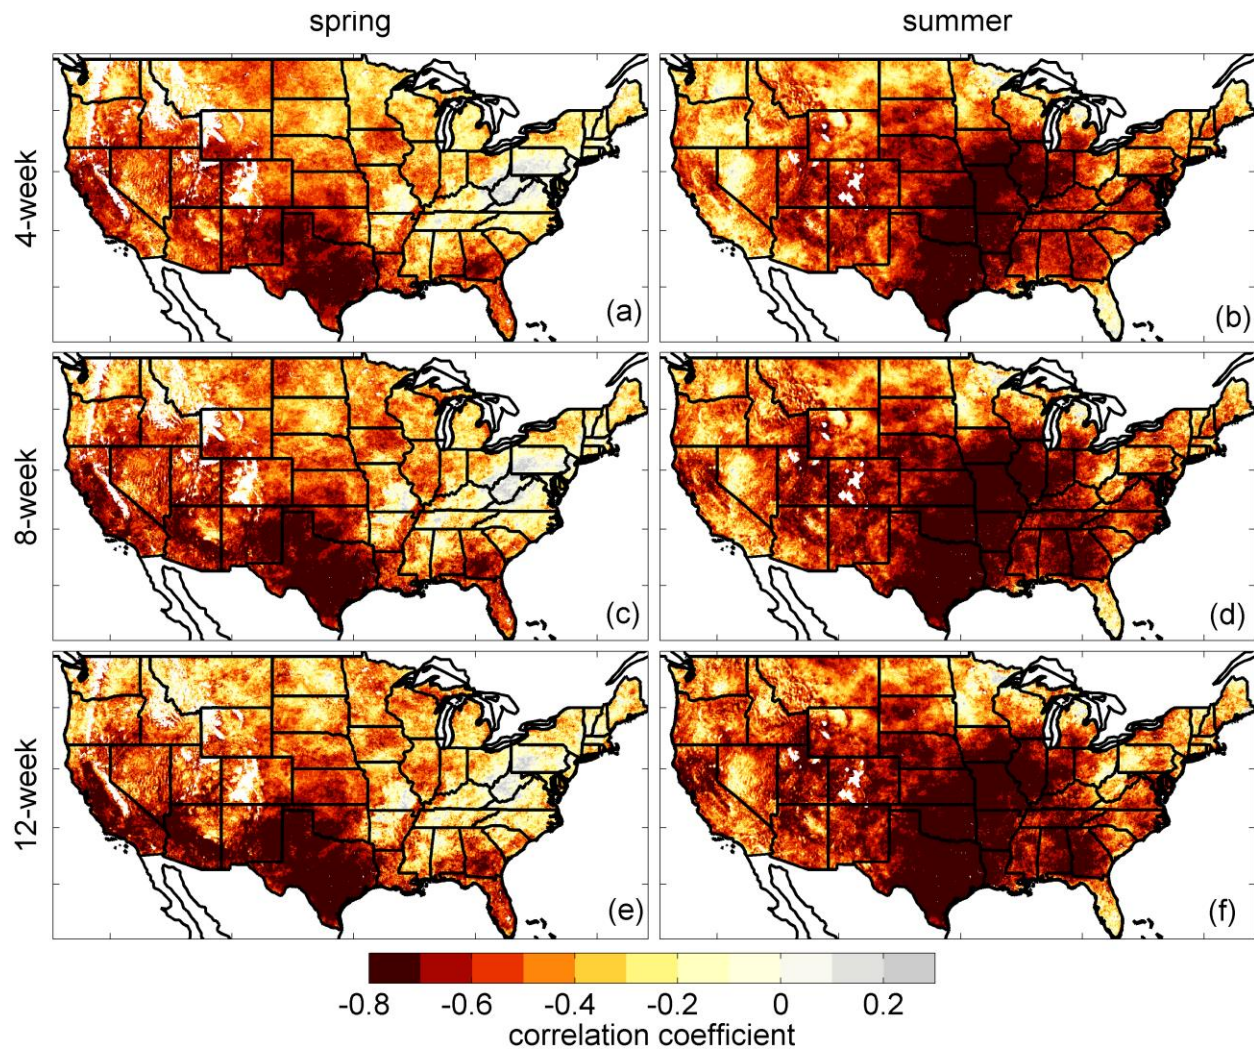 spring
summer
4-week
(a)
(b)
8-week
(c)
(d)
12-week
(e)
(f)
-0.8 -0.6 -0.4 -0.2 0 0.2
correlation coefficient